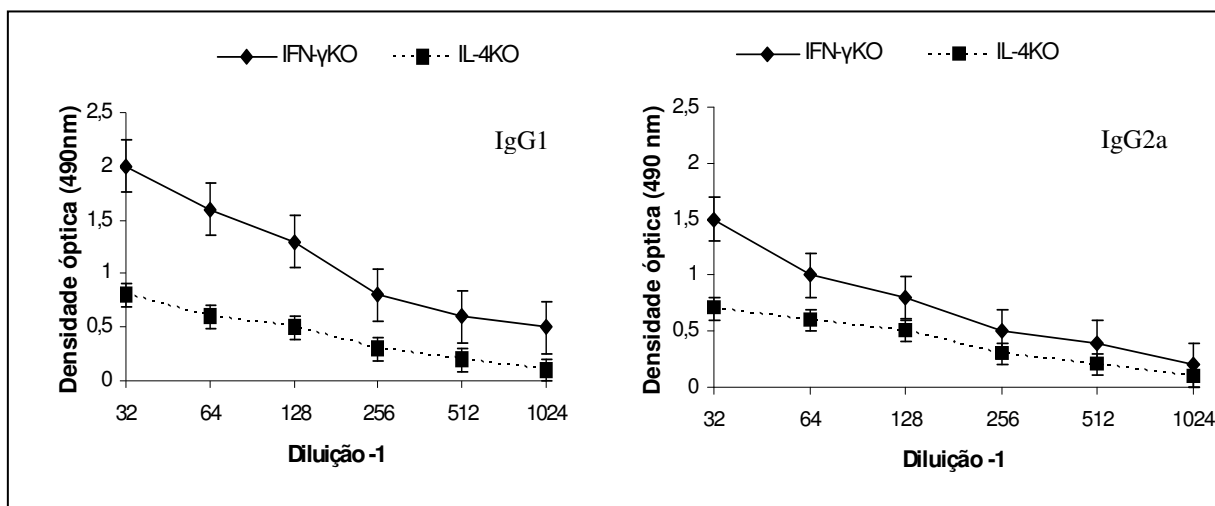 IFN-γKO IL-4KO
Densidade óptica (490nm)
2,5
2
1,5
1
0,5
0
IgG1
32 64 128 256 512 1024
Diluição -1
IFN-γKO IL-4KO
Densidade óptica (490 nm)
2,5
2
1,5
1
0,5
0
IgG2a
32 64 128 256 512 1024
Diluição -1